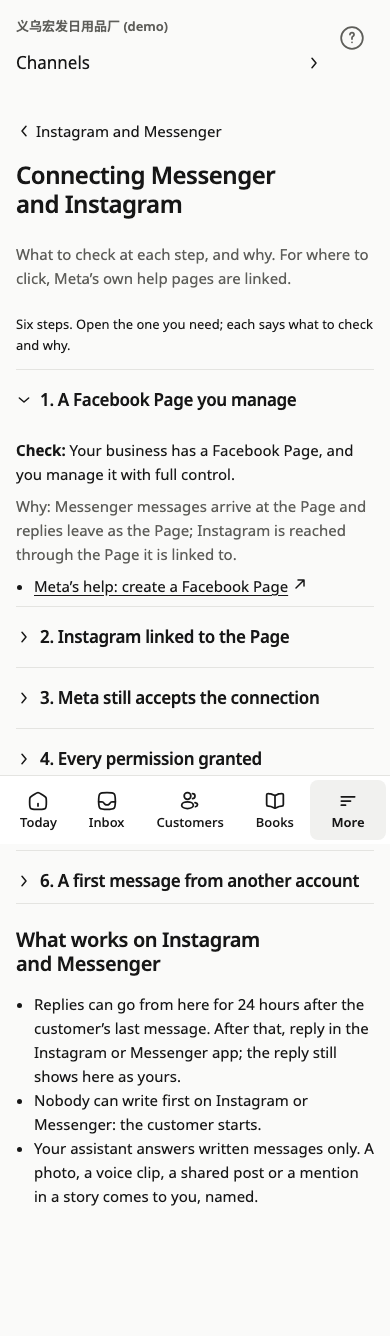 义乌宏发日用品厂 (demo)
Channels
Instagram and Messenger
Connecting Messenger
and Instagram
What to check at each step, and why. For where to
click, Meta’s own help pages are linked.
Six steps. Open the one you need; each says what to check
and why.
1. A Facebook Page you manage
Check: Your business has a Facebook Page, and
you manage it with full control.
Why: Messenger messages arrive at the Page and
replies leave as the Page; Instagram is reached
through the Page it is linked to.
• Meta’s help: create a Facebook Page ↗
2. Instagram linked to the Page
3. Meta still accepts the connection
4. Every permission granted
Today Inbox Customers Books More
6. A first message from another account
What works on Instagram
and Messenger
• Replies can go from here for 24 hours after the
customer’s last message. After that, reply in the
Instagram or Messenger app; the reply still
shows here as yours.
• Nobody can write first on Instagram or
Messenger: the customer starts.
• Your assistant answers written messages only. A
photo, a voice clip, a shared post or a mention
in a story comes to you, named.